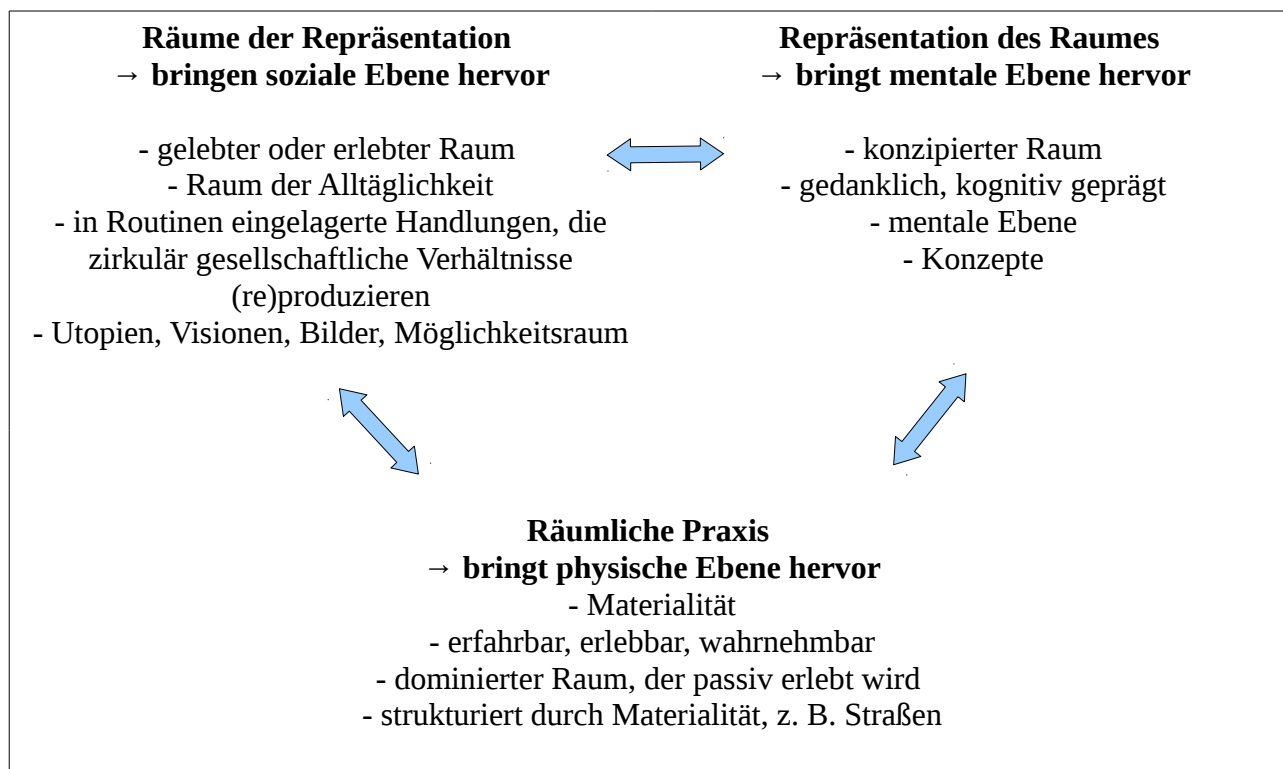 Räume der Repräsentation
→ bringen soziale Ebene hervor
- gelebter oder erlebter Raum
- Raum der Alltäglichkeit
- in Routinen eingelagerte Handlungen, die
zirkulär gesellschaftliche Verhältnisse
(re)produzieren
- Utopien, Visionen, Bilder, Möglichkeitsraum
Repräsentation des Raumes
→ bringt mentale Ebene hervor
- konzipierter Raum
- gedanklich, kognitiv geprägt
- mentale Ebene
- Konzepte
Räumliche Praxis
→ bringt physische Ebene hervor
- Materialität
- erfahrbar, erlebbar, wahrnehmbar
- dominierter Raum, der passiv erlebt wird
- strukturiert durch Materialität, z. B. Straßen